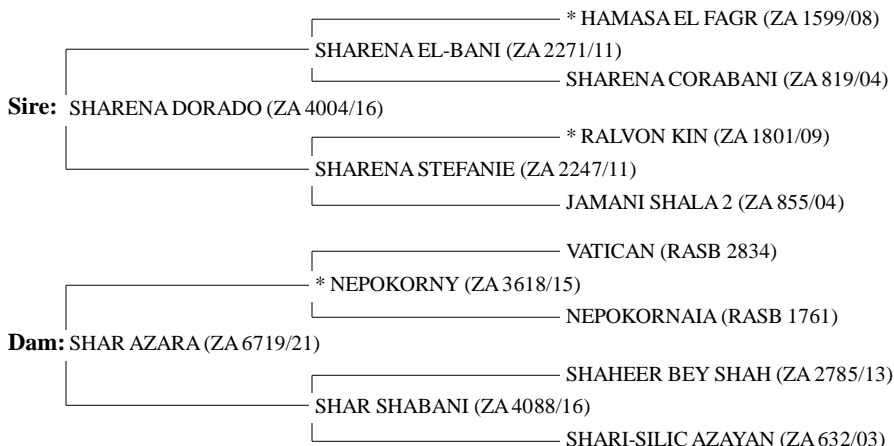 * HAMASA EL FAGR (ZA 1599/08)
SHARENA EL-BANI (ZA 2271/11)
SHARENA CORABANI (ZA 819/04)
Sire: SHARENA DORADO (ZA 4004/16)
* RALVON KIN (ZA 1801/09)
SHARENA STEFANIE (ZA 2247/11)
JAMANI SHALA 2 (ZA 855/04)
VATICAN (RASB 2834)
* NEPOKORNY (ZA 3618/15)
NEPOKORNAIA (RASB 1761)
Dam: SHAR AZARA (ZA 6719/21)
SHAHEER BEY SHAH (ZA 2785/13)
SHAR SHABANI (ZA 4088/16)
SHARI-SILIC AZAYAN (ZA 632/03)